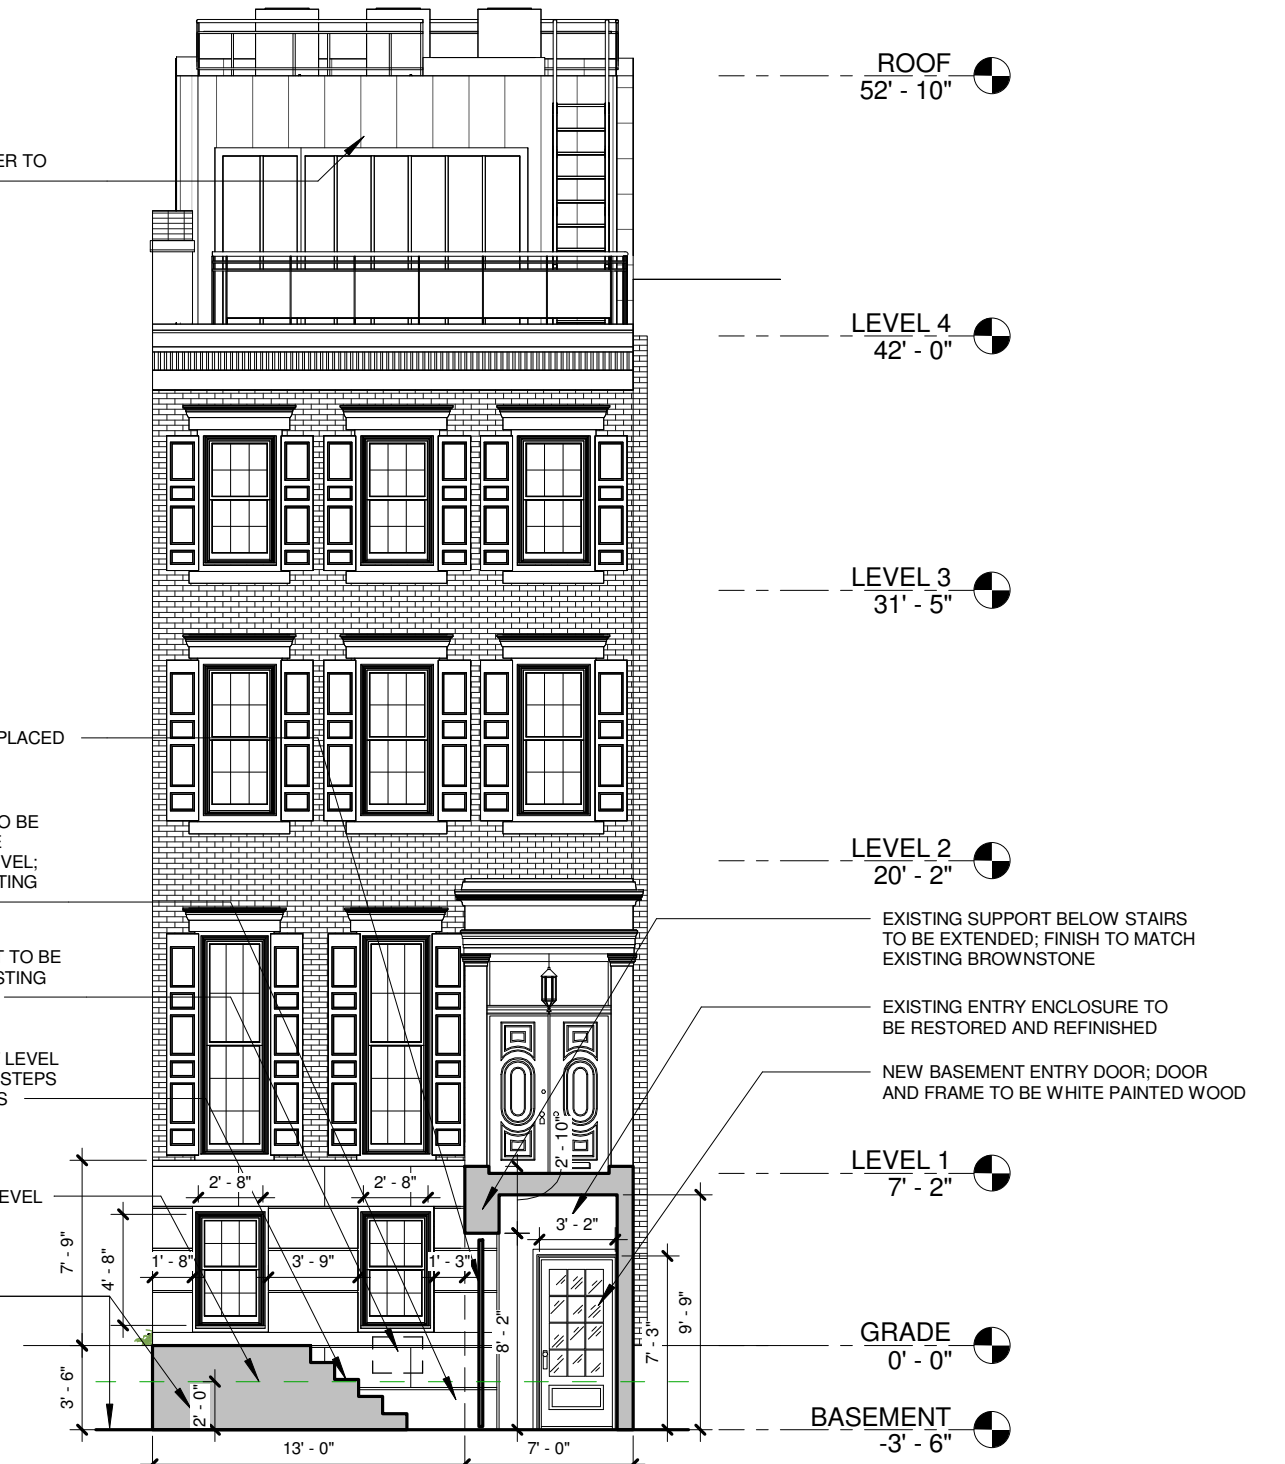 ROOF
52' - 10"
ER TO
LEVEL 4
42' - 0"
LEVEL 3
31' - 5"
PLACED
O BE
E
VEL;
TING
LEVEL 2
20' - 2"
EXISTING SUPPORT BELOW STAIRS
TO BE EXTENDED; FINISH TO MATCH
EXISTING BROWNSTONE
T TO BE
STING
EXISTING ENTRY ENCLOSURE TO
BE RESTORED AND REFINISHED
LEVEL
STEPS
S
NEW BASEMENT ENTRY DOOR; DOOR
AND FRAME TO BE WHITE PAINTED WOOD
2' - 10"
LEVEL 1
7' - 2"
EVEL
2' - 8"
2' - 8"
3' - 2"
7' - 9"
4' - 8"
1' - 8"
3' - 9"
1' - 3"
8' - 2"
7' - 3"
9' - 9"
GRADE
0' - 0"
3' - 6"
2' - 0"
BASEMENT
-3' - 6"
13' - 0"
7' - 0"